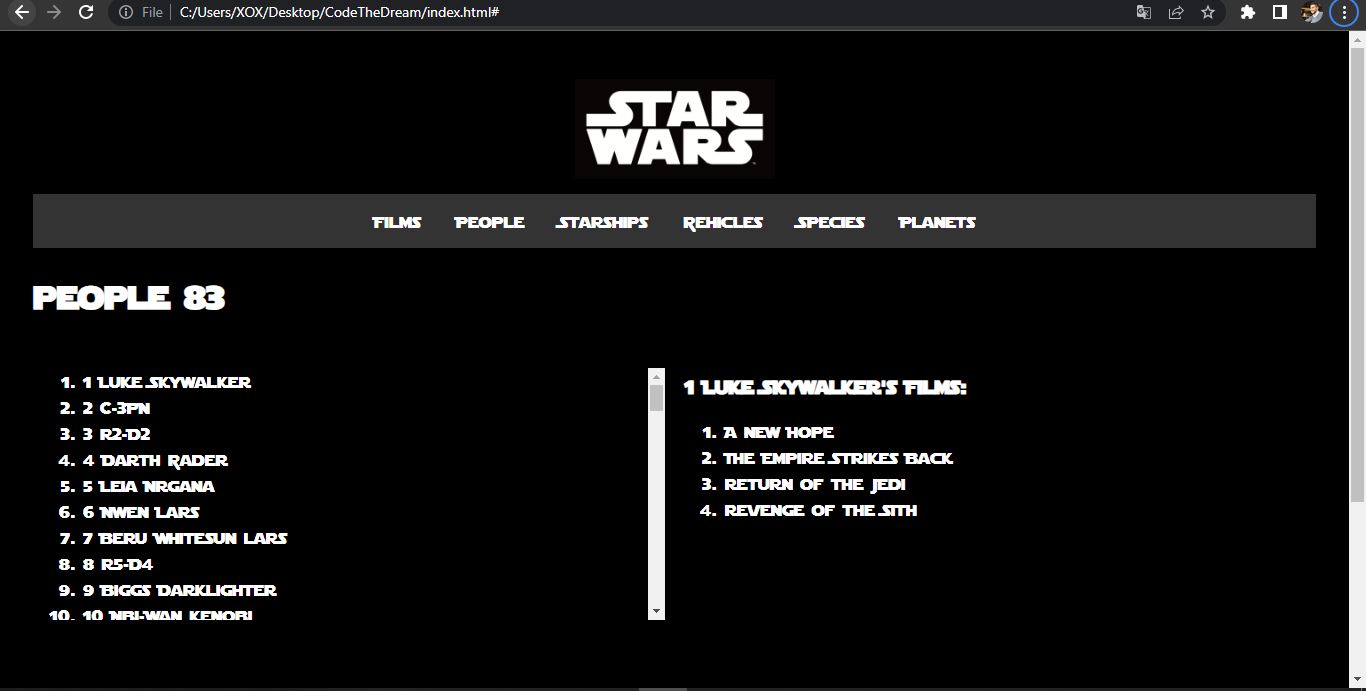 File | C:/Users/XOX/Desktop/CodeTheDream/index.html#
STAR
WARS
Films People Starships Rehicles Species Planets
People 83
1. 1 Luke Skywalker
2. 2 C-3PN
3. 3 R2-D2
4. 4 Darth Rader
5. 5 Leia Nrgana
6. 6 Nwen Lars
7. 7 Beru Whitesun lars
8. 8 R5-D4
9. 9 Biggs Darklighter
10. 10 Nbi-Wan Kenobi
1 Luke Skywalker's Films:
1. A New Hope
2. The Empire Strikes Back
3. Return of the Jedi
4. Revenge of the Sith